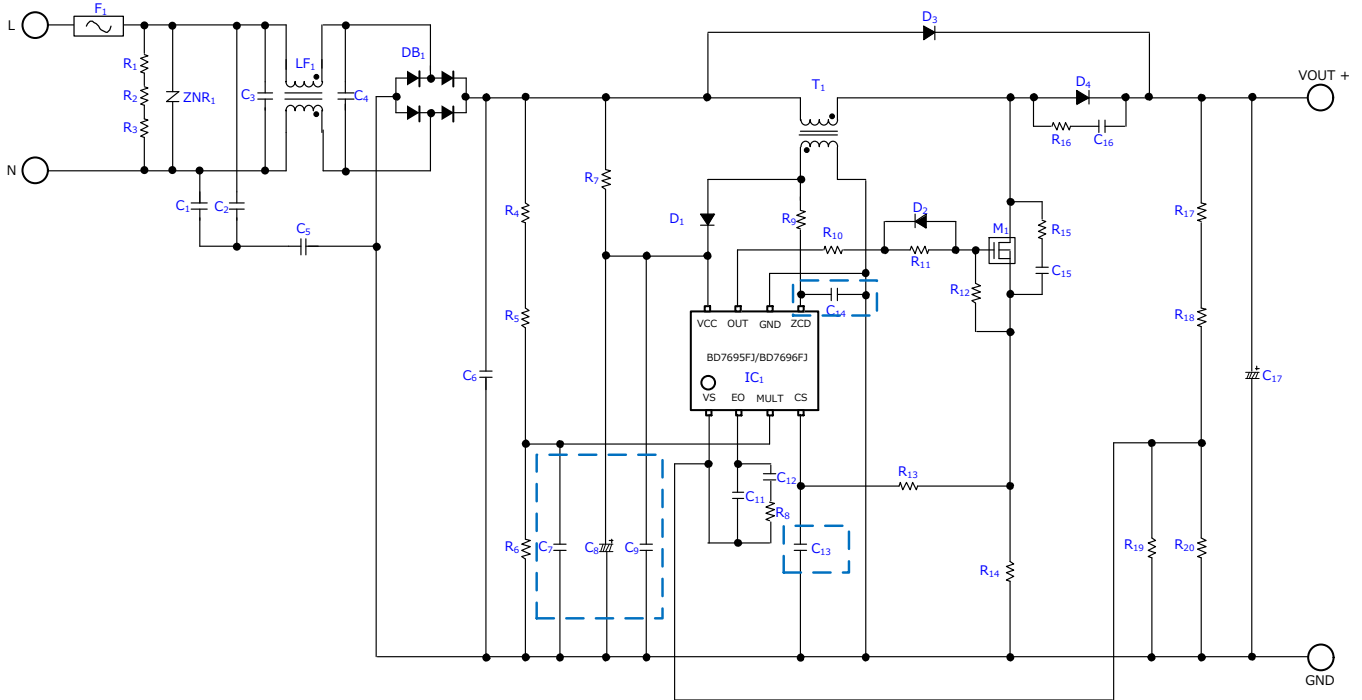 F₁
L
R₁
R₂
R₃
ZNR₁
C₃
LF₁
C₄
DB₁
N
C₁
C₂
C₅
D₃
VOUT +
T₁
D₄
R₁₆
C₁₆
R₇
R₄
D₁
R₉
R₁₀
D₂
R₁₁
R₁₂
M₁
R₁₅
C₁₅
R₁₇
R₅
C₁₄
R₁₈
VCC OUT GND ZCD
BD7695FJ/BD7696FJ
IC₁
VS EO MULT CS
C₆
+
C₁₇
C₁₂
C₁₁
R₈
R₁₃
R₆
C₇
C₈
+
C₉
C₁₃
R₁₄
R₁₉
R₂₀
GND